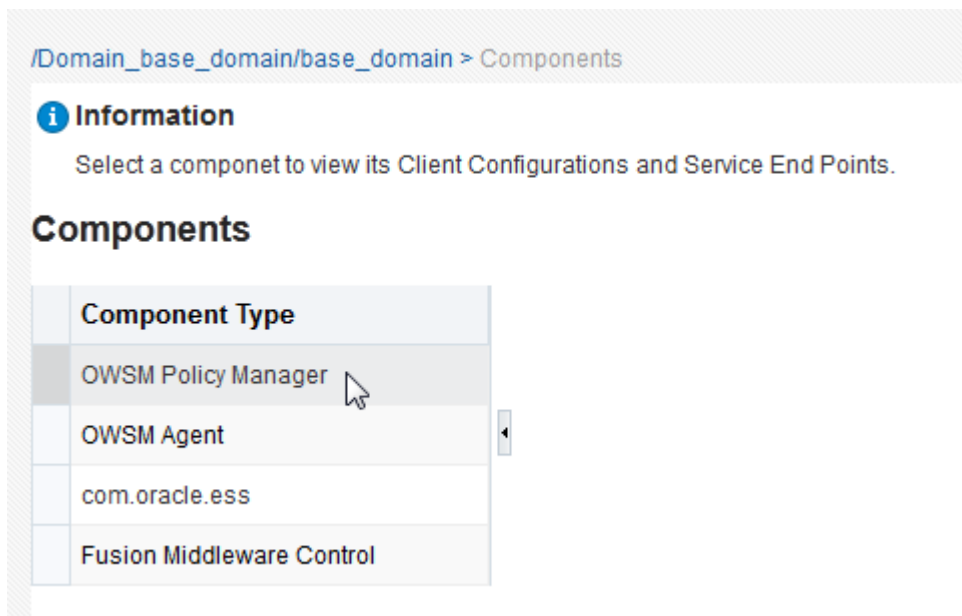 /Domain_base_domain/base_domain > Components
Information
Select a componet to view its Client Configurations and Service End Points.
Components
Component Type
OWSM Policy Manager
OWSM Agent
com.oracle.ess
Fusion Middleware Control